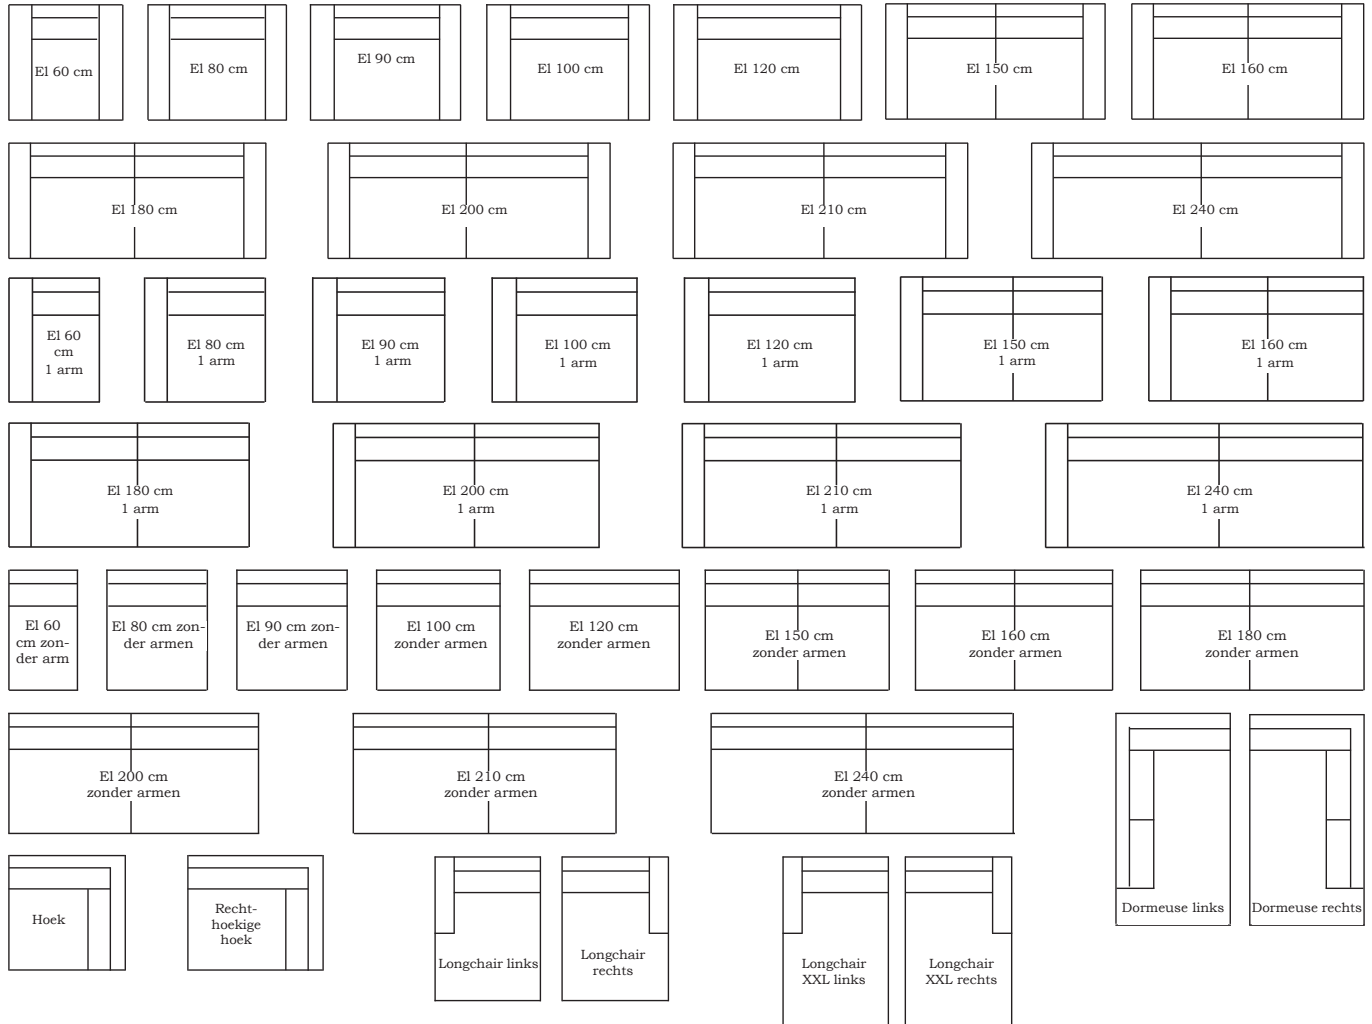 El 60 cm
El 80 cm
El 90 cm
El 100 cm
El 120 cm
El 150 cm
El 160 cm
El 180 cm
El 200 cm
El 210 cm
El 240 cm
El 60
cm
1 arm
El 80 cm
1 arm
El 90 cm
1 arm
El 100 cm
1 arm
El 120 cm
1 arm
El 150 cm
1 arm
El 160 cm
1 arm
El 180 cm
1 arm
El 200 cm
1 arm
El 210 cm
1 arm
El 240 cm
1 arm
El 60
cm zon-
der arm
El 80 cm zon-
der armen
El 90 cm zon-
der armen
El 100 cm
zonder armen
El 120 cm
zonder armen
El 150 cm
zonder armen
El 160 cm
zonder armen
El 180 cm
zonder armen
El 200 cm
zonder armen
El 210 cm
zonder armen
El 240 cm
zonder armen
Dormeuse links
Dormeuse rechts
Hoek
Recht-
hoekige
hoek
Longchair links
Longchair
rechts
Longchair
XXL links
Longchair
XXL rechts